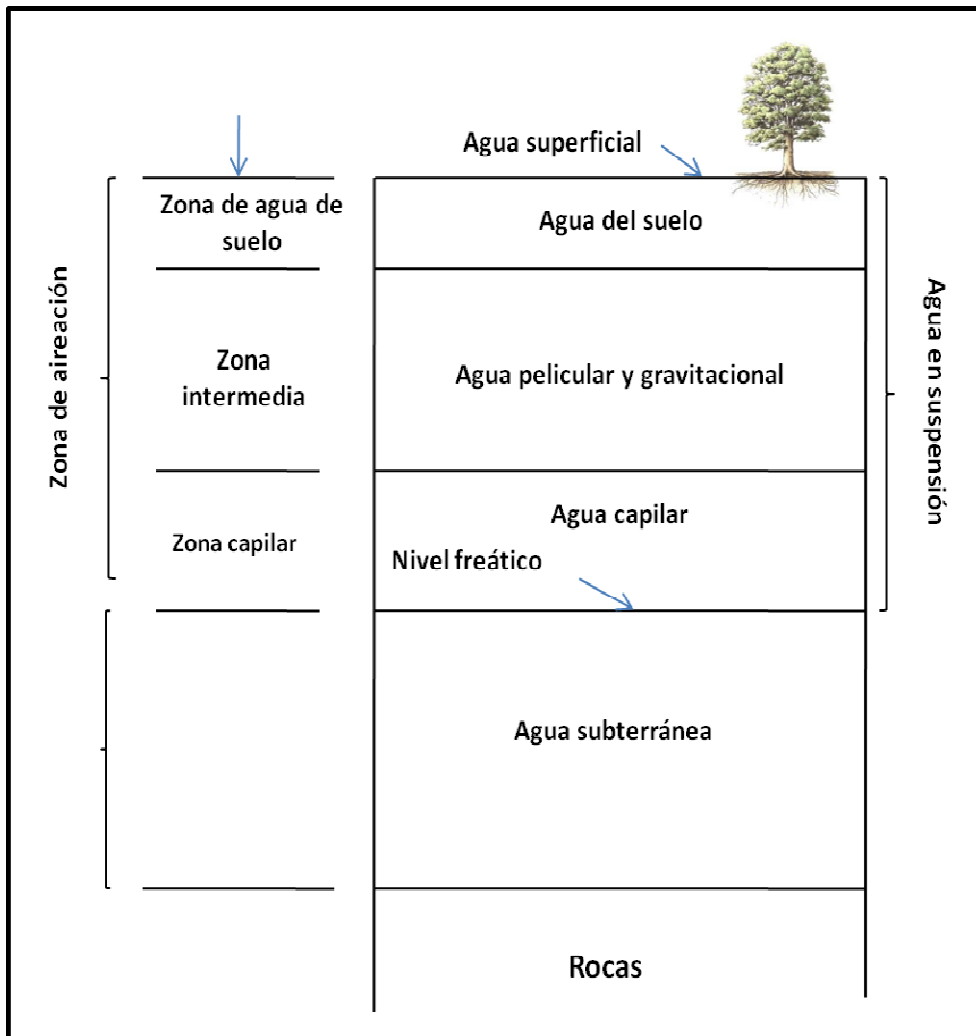 Agua superficial
Zona de agua de
suelo
Agua del suelo
Zona de aireación
Zona
intermedia
Agua pelicular y gravitacional
Agua en suspensión
Agua capilar
Zona capilar
Nivel freático
Agua subterránea
Rocas